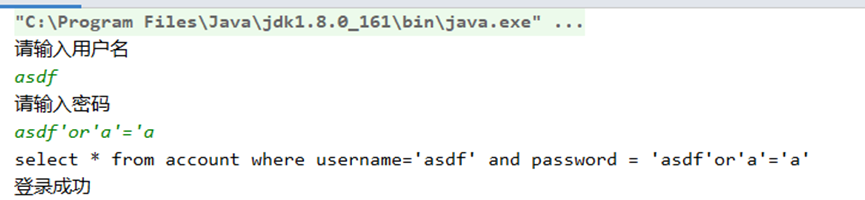 "C:\Program Files\Java\jdk1.8.0_161\bin\java.exe" ...
请输入用户名
asdf
请输入密码
asdf'or'a'='a
select * from account where username='asdf' and password = 'asdf'or'a'='a'
登录成功